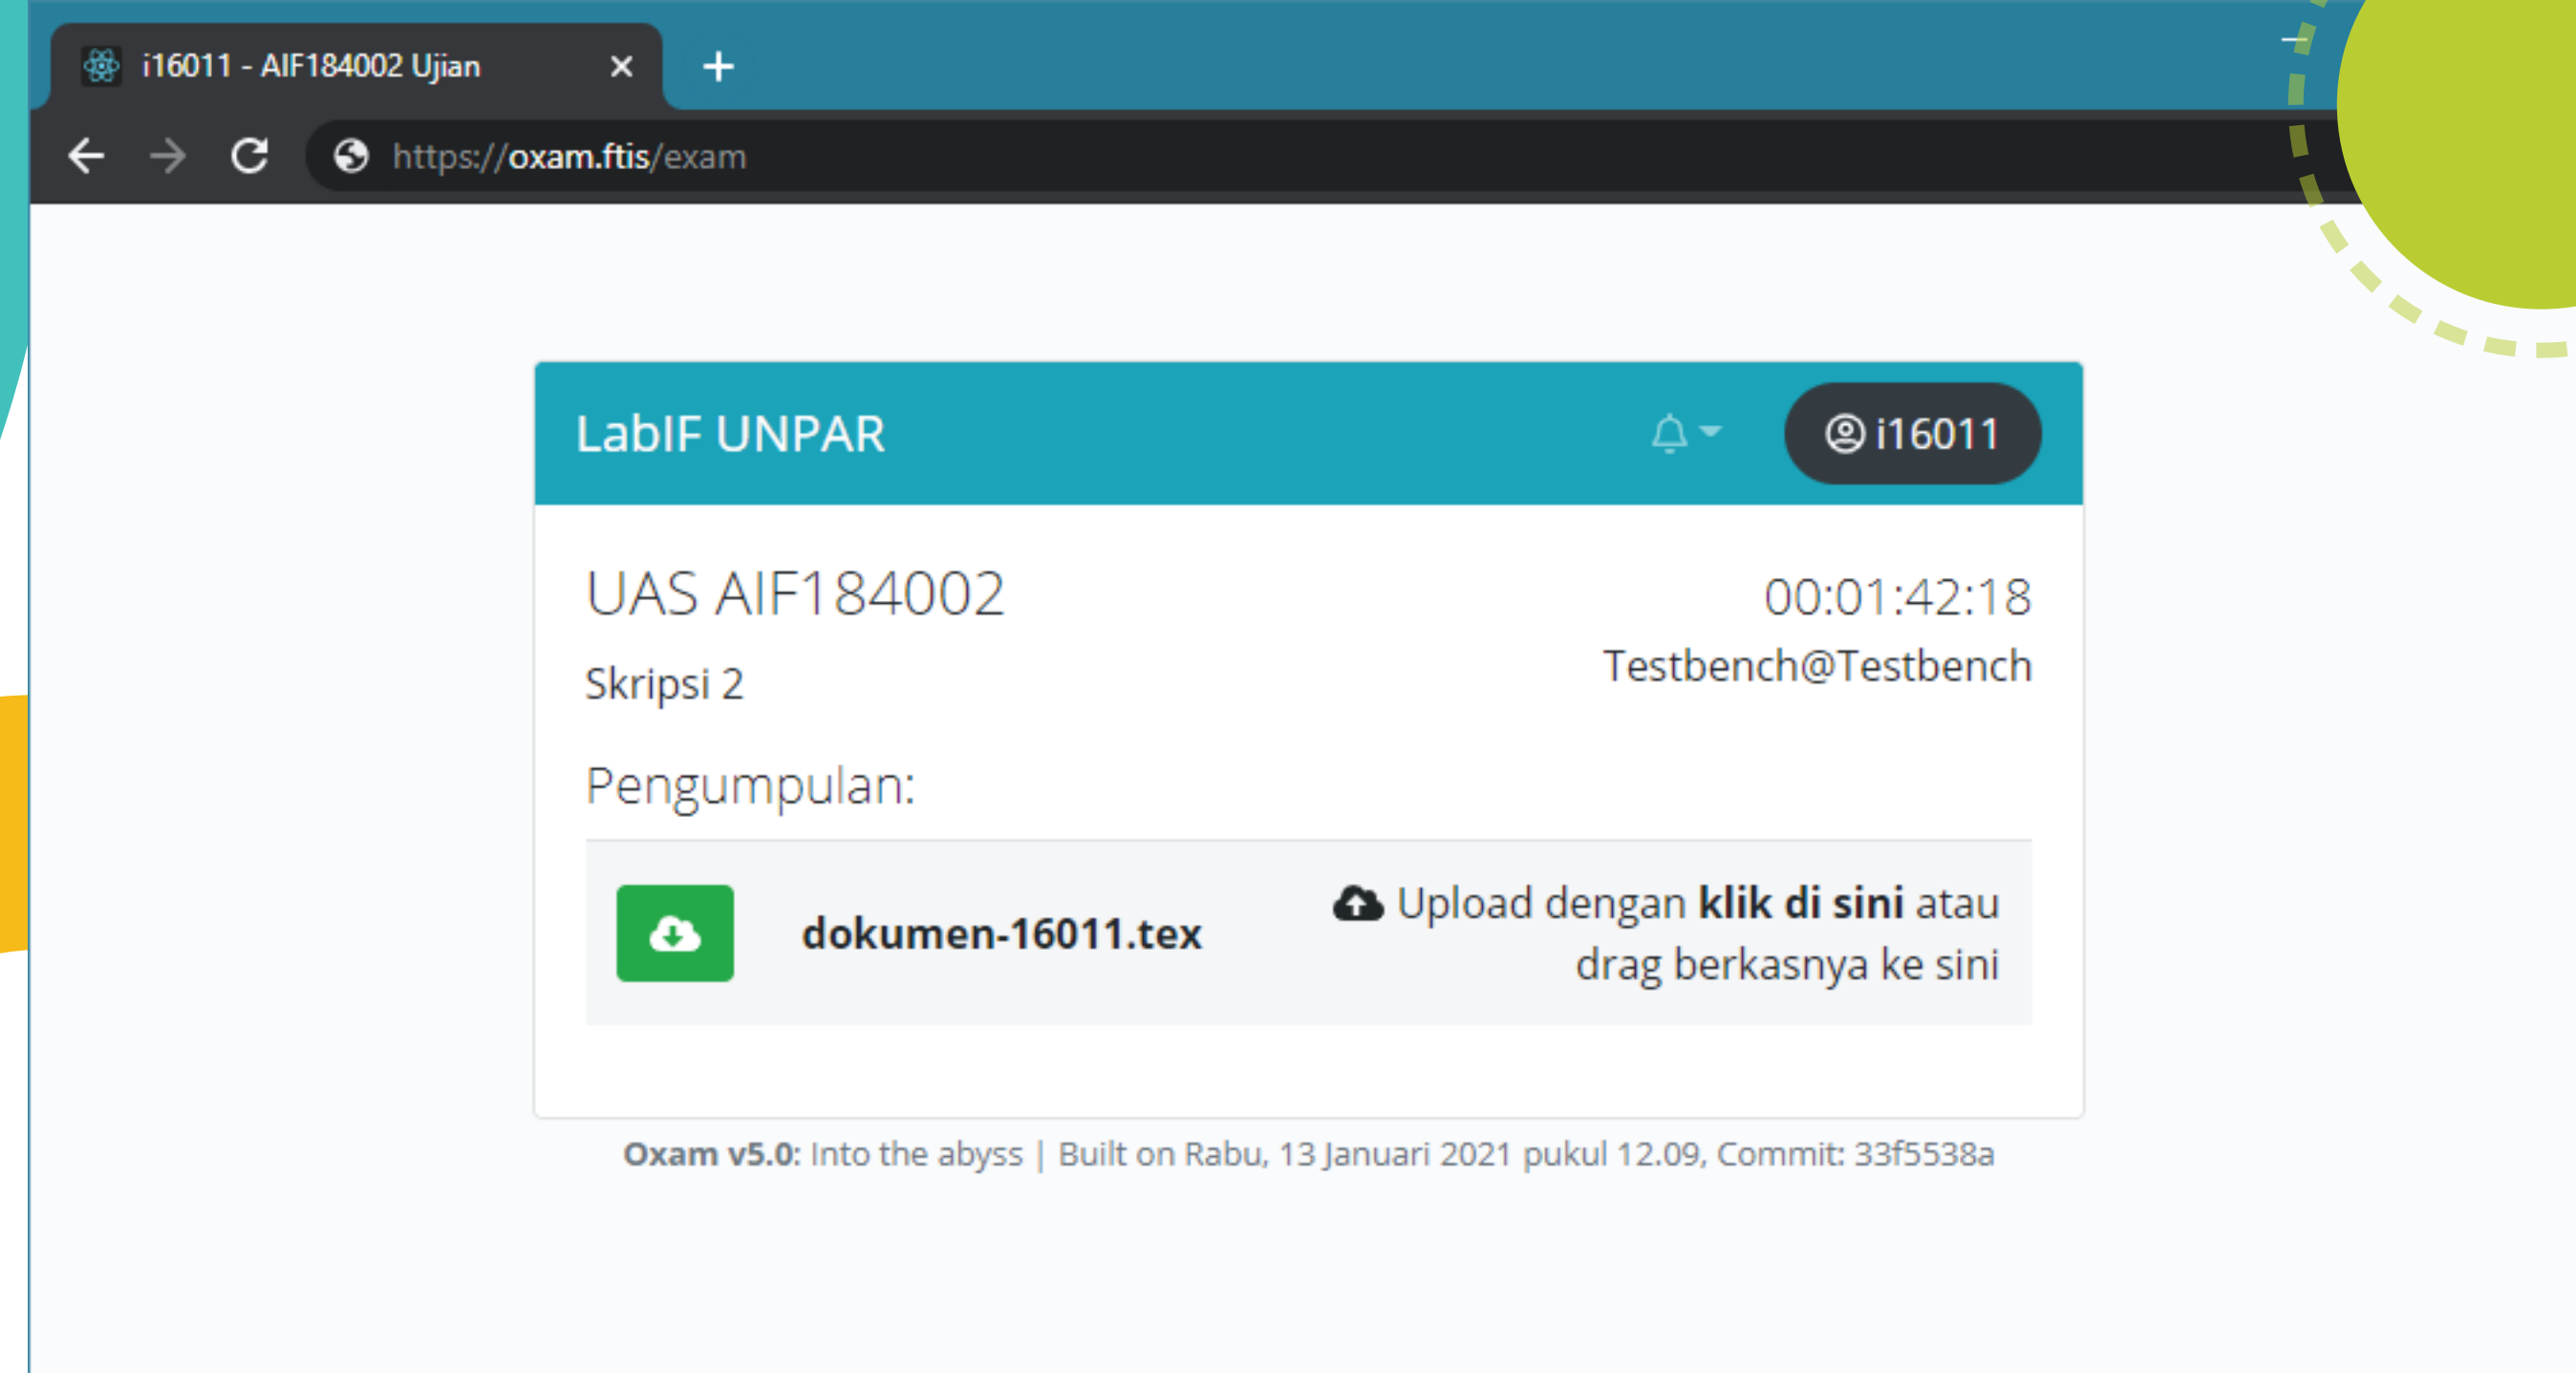 i16011 - AIF184002 Ujian
https://oxam.ftis/exam
LabIF UNPAR
i16011
UAS AIF184002
00:01:42:18
Skripsi 2
Testbench@Testbench
Pengumpulan:
dokumen-16011.tex
Upload dengan klik di sini atau
drag berkasnya ke sini
Oxam v5.0: Into the abyss | Built on Rabu, 13 Januari 2021 pukul 12.09, Commit: 33f5538a